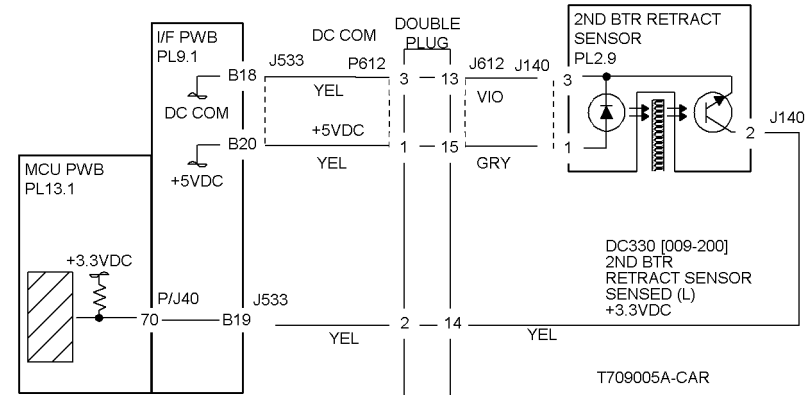 I/F PWB
PL9.1
DC COM
DOUBLE
PLUG
2ND BTR RETRACT
SENSOR
PL2.9
B18
J533
P612
3
13
J612
J140
3
DC COM
YEL
VIO
2
J140
B20
+5VDC
1
15
1
+5VDC
YEL
GRY
MCU PWB
PL13.1
+3.3VDC
DC330 [009-200]
2ND BTR
RETRACT SENSOR
SENSED (L)
+3.3VDC
P/J40
J533
70
B19
YEL
2
14
YEL
T709005A-CAR